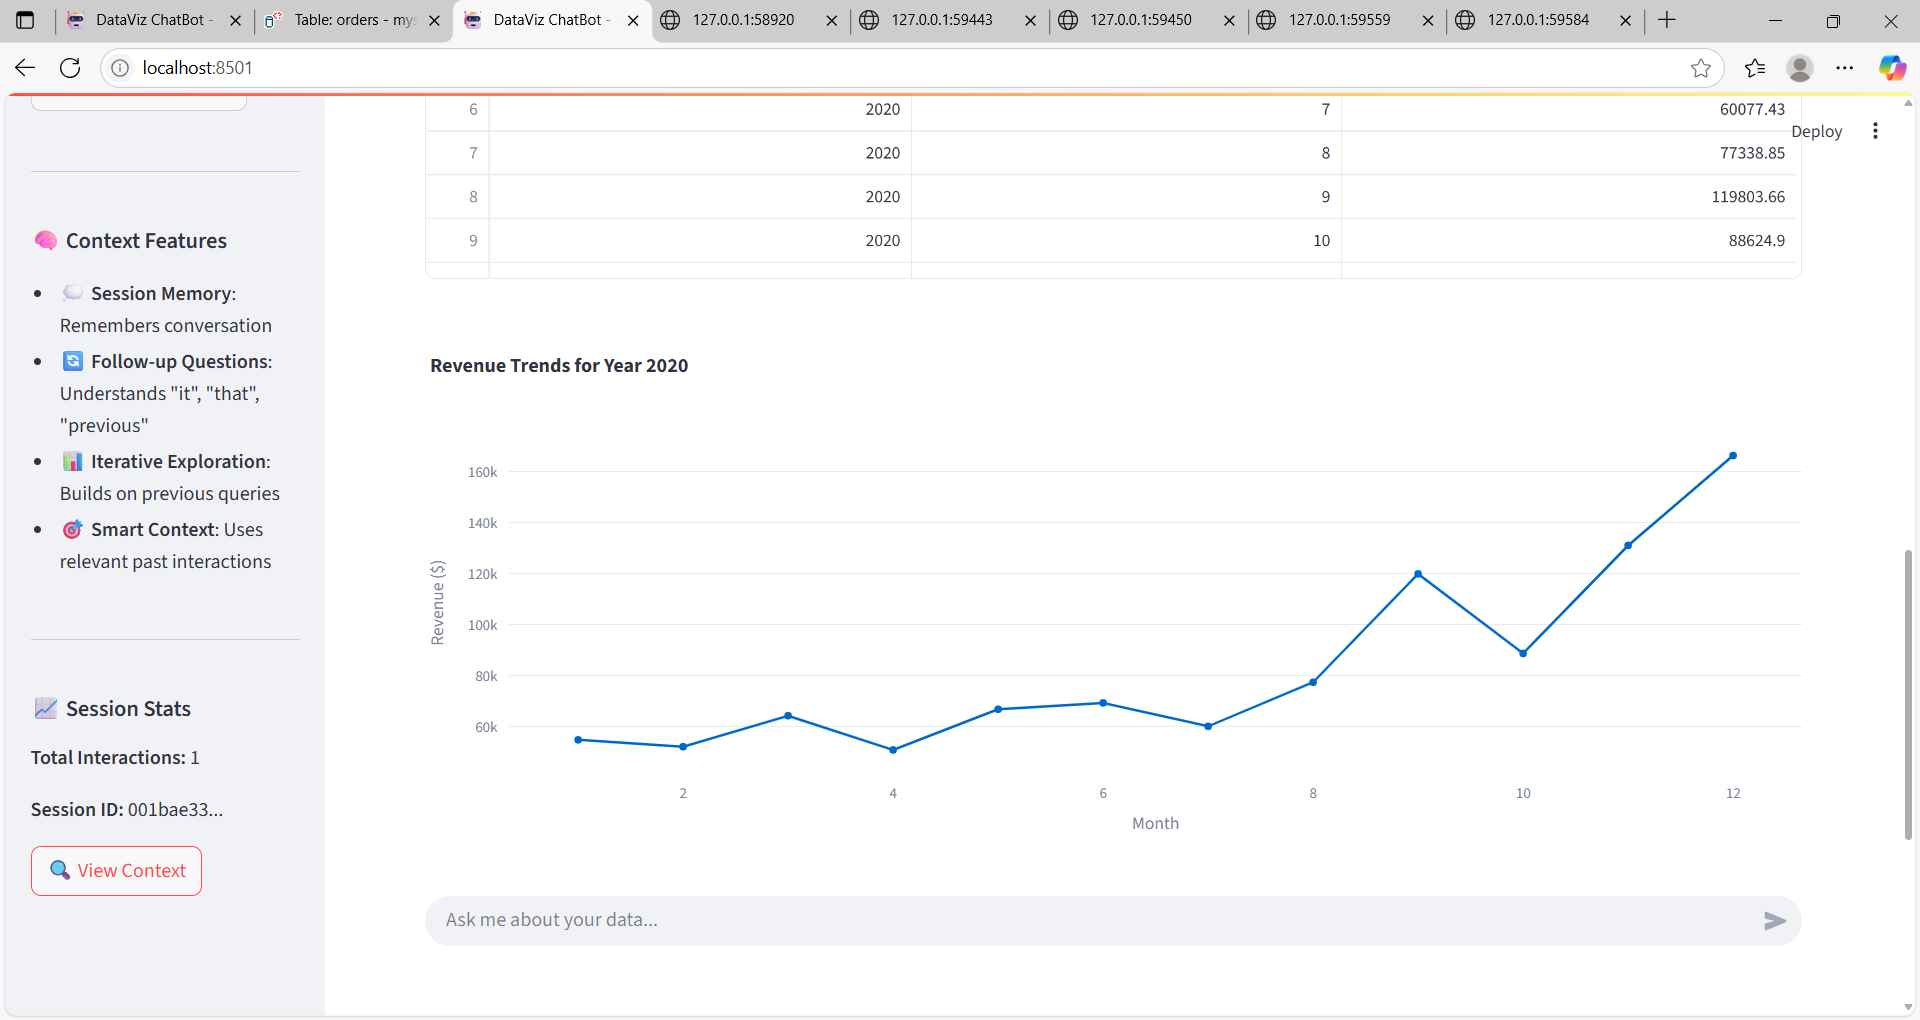 DataViz ChatBot -
Table: orders - mys
DataViz ChatBot -
127.0.0.1:58920
127.0.0.1:59443
127.0.0.1:59450
127.0.0.1:59559
127.0.0.1:59584
localhost:8501
Deploy
6 2020 7 60077.43
7 2020 8 77338.85
8 2020 9 119803.66
9 2020 10 88624.9
Context Features
Session Memory:
Remembers conversation
Follow-up Questions:
Understands "it", "that",
"previous"
Iterative Exploration:
Builds on previous queries
Smart Context: Uses
relevant past interactions
Session Stats
Total Interactions: 1
Session ID: 001bae33...
View Context
Revenue Trends for Year 2020
160k
140k
120k
100k
80k
60k
Revenue ($)
2 4 6 8 10 12
Month
Ask me about your data...